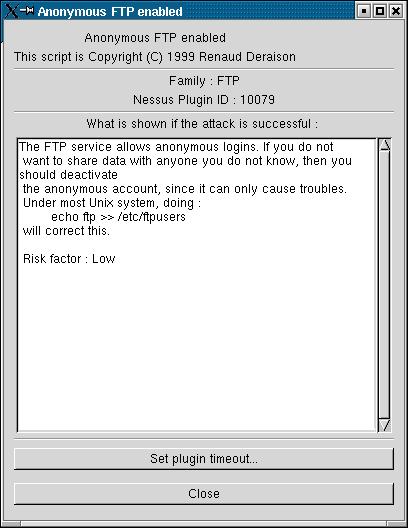 Anonymous FTP enabled
Anonymous FTP enabled
This script is Copyright (C) 1999 Renaud Deraison
Family : FTP
Nessus Plugin ID : 10079
What is shown if the attack is successful :
The FTP service allows anonymous logins. If you do not
want to share data with anyone you do not know, then you
should deactivate
the anonymous account, since it can only cause troubles.
Under most Unix system, doing :
echo ftp >> /etc/ftpusers
will correct this.
Risk factor : Low
Set plugin timeout...
Close